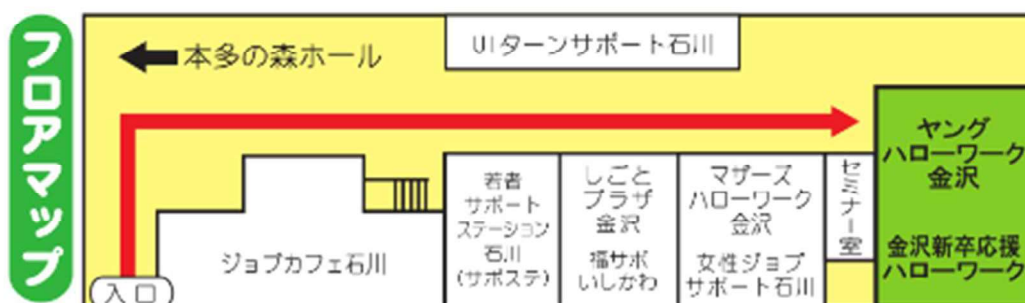 フロアマップ
本多の森ホール
UIターンサポート石川
ヤング
ハローワーク
金沢
金沢新卒応援
ハローワーク
セミナー室
マザーズ
ハローワーク
金沢
女性ジョブ
サポート石川
しごと
プラザ
金沢
福サポ
いしかわ
若者
サポート
ステーション
石川
(サポステ)
ジョブカフェ石川
入口